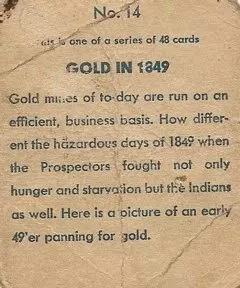 No. 14
This is one of a series of 48 cards
GOLD IN 1849
Gold mines of to-day are run on an
efficient, business basis. How differ-
ent the hazardous days of 1849 when
the Prospectors fought not only
hunger and starvation but the Indians
as well. Here is a picture of an early
49'er panning for gold.